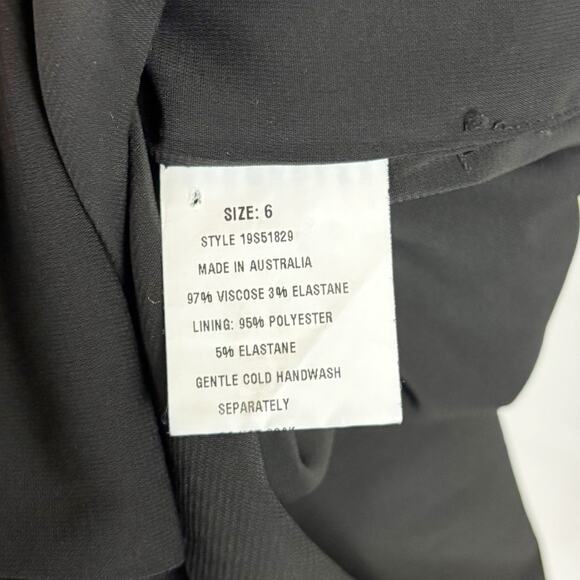 SIZE: 6
STYLE 19S51829
MADE IN AUSTRALIA
97% VISCOSE 3% ELASTANE
LINING: 95% POLYESTER
5% ELASTANE
GENTLE COLD HANDWASH
SEPARATELY